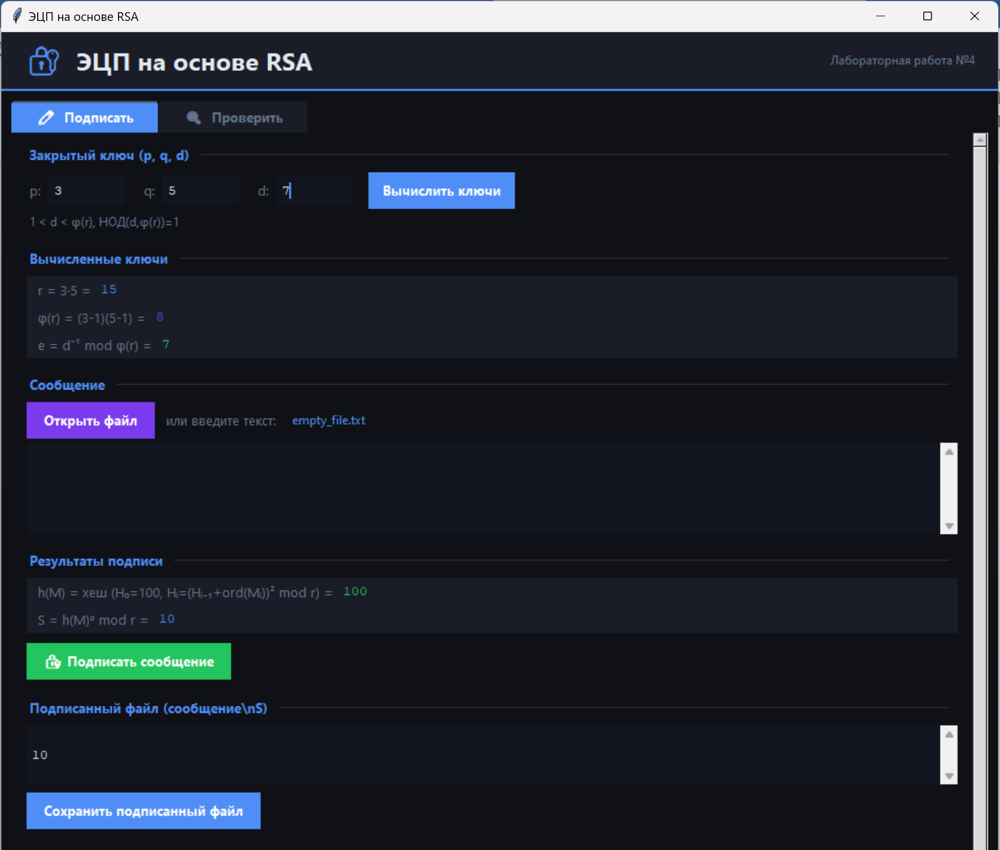 ЭЦП на основе RSA
ЭЦП на основе RSA
Лабораторная работа №4
Подписать
Проверить
Закрытый ключ (p, q, d)
p: 3 q: 5 d: 7 Вычислить ключи
1 < d < φ(r), НОД(d,φ(r))=1
Вычисленные ключи
r = 3·5 = 15
φ(r) = (3-1)(5-1) = 8
e = d⁻¹ mod φ(r) = 7
Сообщение
Открыть файл или введите текст: empty_file.txt
Результаты подписи
h(M) = хеш (H₀=100, Hᵢ=(Hᵢ₋₁+ord(Mᵢ))² mod r) = 100
S = h(M)ᵈ mod r = 10
Подписать сообщение
Подписанный файл (сообщение\nS)
10
Сохранить подписанный файл